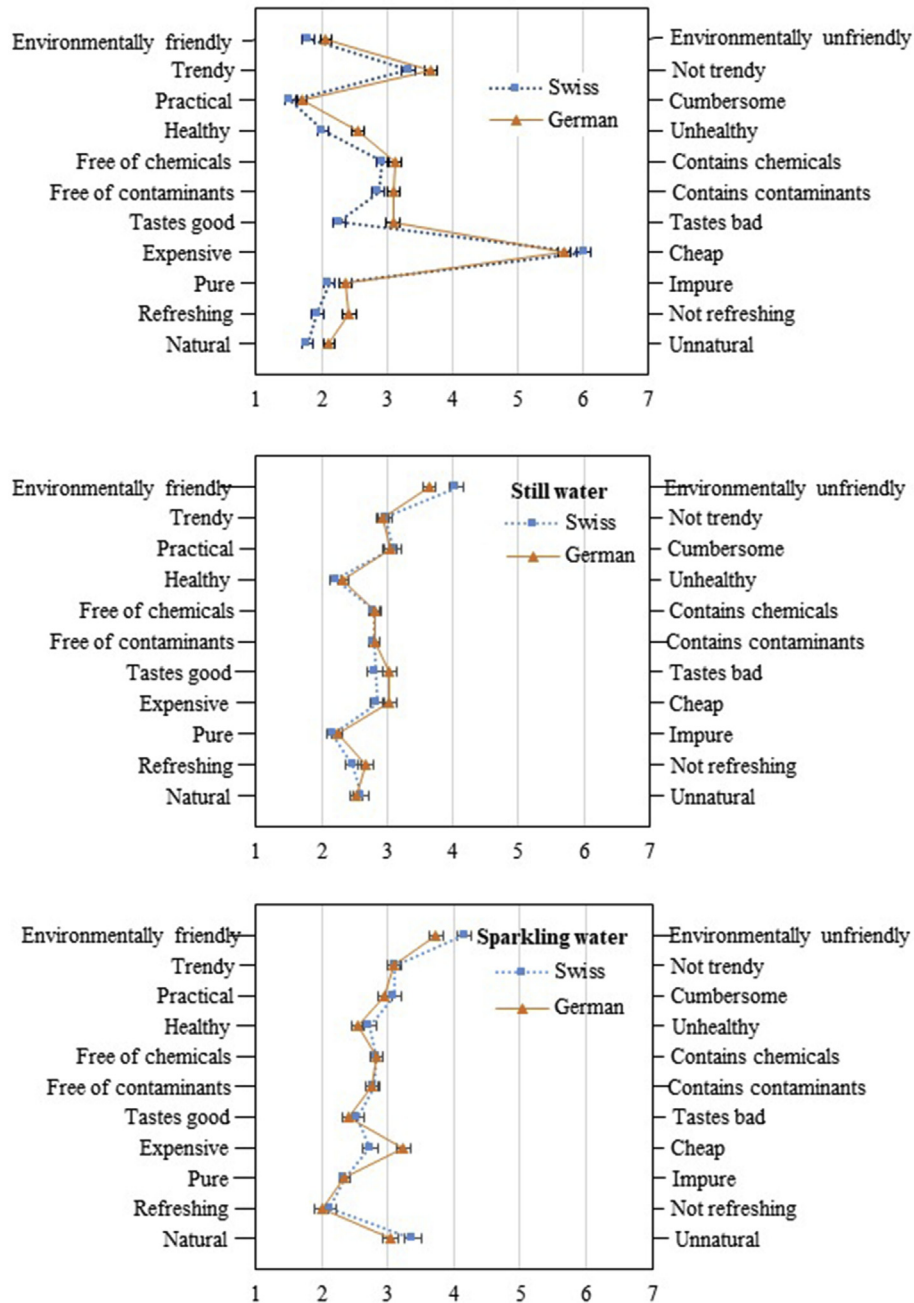 Environmentally friendly Environmentally unfriendly
Trendy Not trendy
Swiss
Practical Cumbersome
German
Healthy Unhealthy
Free of chemicals Contains chemicals
Free of contaminants Contains contaminants
Tastes good Tastes bad
Expensive Cheap
Pure Impure
Refreshing Not refreshing
Natural Unnatural
1 2 3 4 5 6 7
Environmentally friendly Still water Environmentally unfriendly
Trendy Swiss Not trendy
Practical German Cumbersome
Healthy Unhealthy
Free of chemicals Contains chemicals
Free of contaminants Contains contaminants
Tastes good Tastes bad
Expensive Cheap
Pure Impure
Refreshing Not refreshing
Natural Unnatural
1 2 3 4 5 6 7
Environmentally friendly Sparkling water Environmentally unfriendly
Trendy Swiss Not trendy
Practical German Cumbersome
Healthy Unhealthy
Free of chemicals Contains chemicals
Free of contaminants Contains contaminants
Tastes good Tastes bad
Expensive Cheap
Pure Impure
Refreshing Not refreshing
Natural Unnatural
1 2 3 4 5 6 7